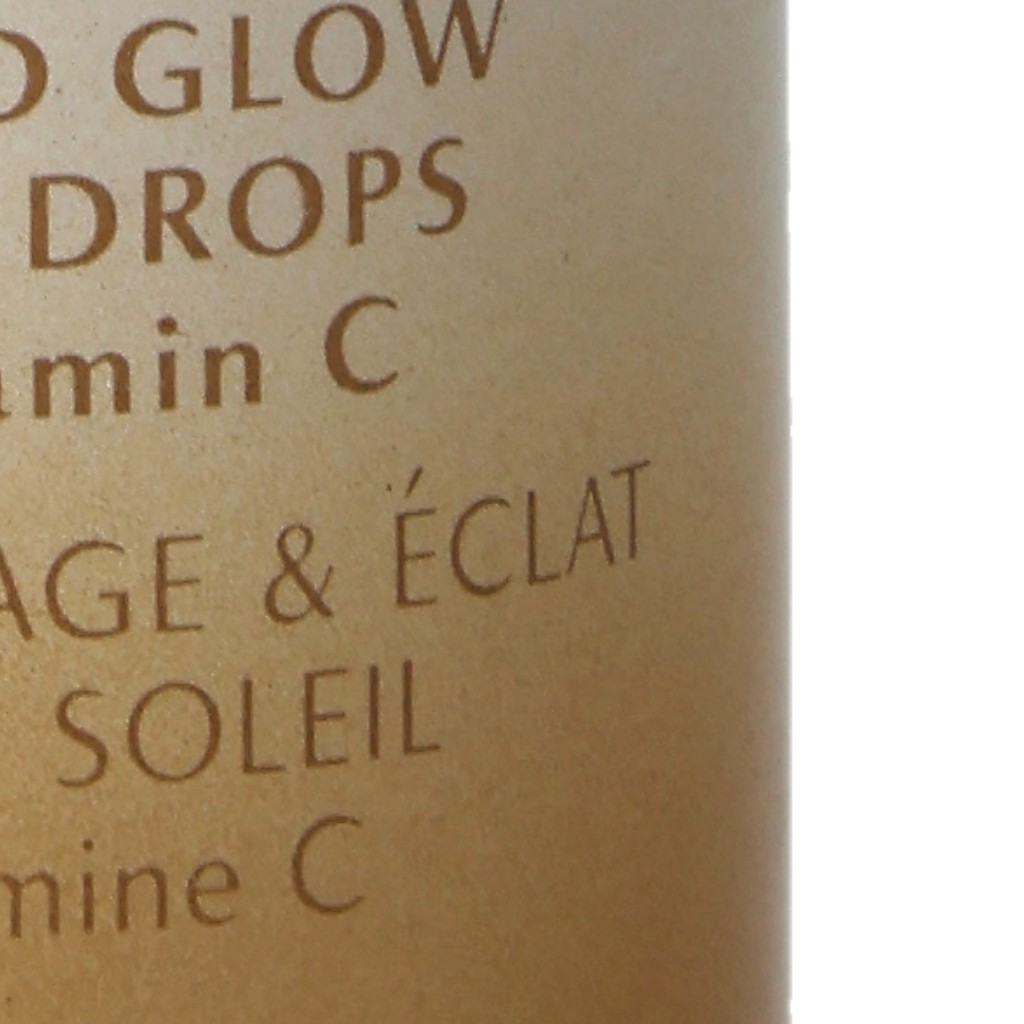 D GLOW
DROPS
amin C
AGE & ÉCLAT
SOLEIL
mine C